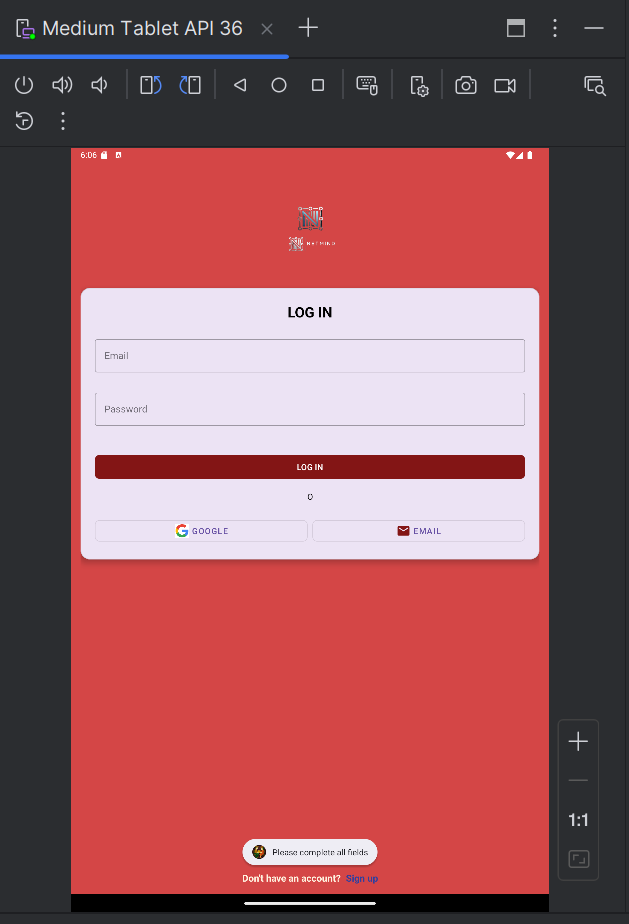 Medium Tablet API 36
6:06
NETMIND
LOG IN
Email
Password
LOG IN
O
GOOGLE
EMAIL
Please complete all fields
Don't have an account? Sign up
1:1